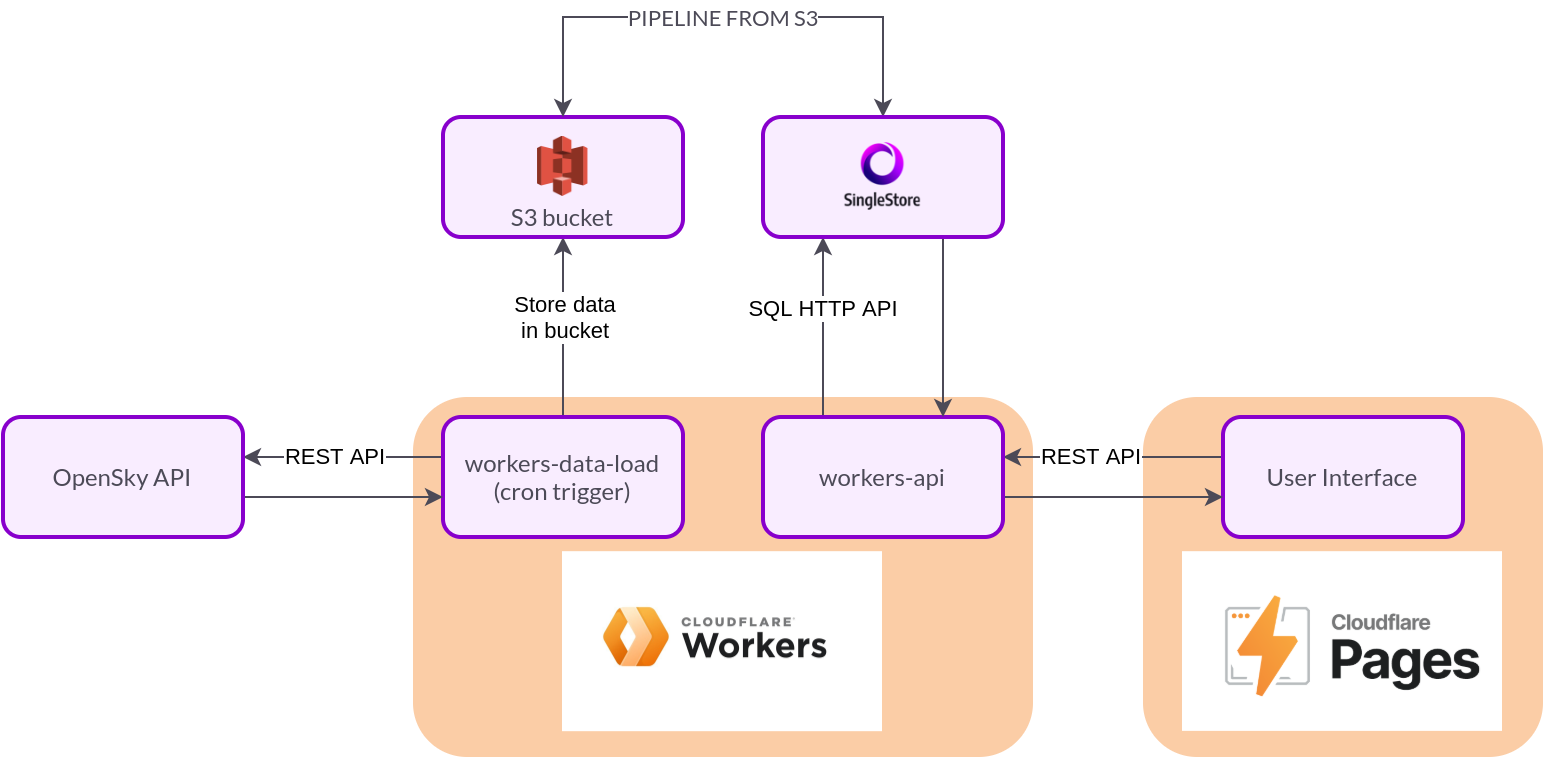 PIPELINE FROM S3
S3 bucket
SingleStore
Store data
in bucket
SQL HTTP API
OpenSky API
REST API
workers-data-load
(cron trigger)
workers-api
REST API
User Interface
CLOUDFLARE
Workers
Cloudflare
Pages